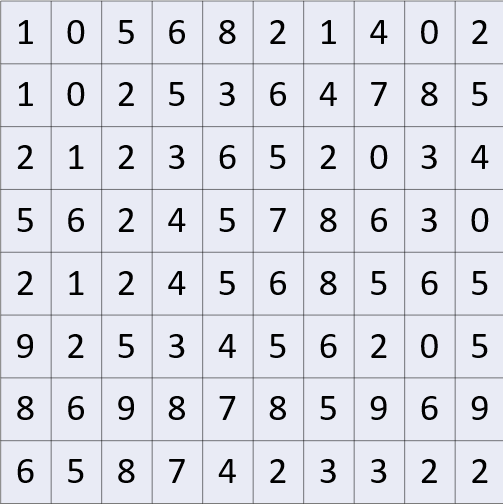 1 0 5 6 8 2 1 4 0 2
1 0 2 5 3 6 4 7 8 5
2 1 2 3 6 5 2 0 3 4
5 6 2 4 5 7 8 6 3 0
2 1 2 4 5 6 8 5 6 5
9 2 5 3 4 5 6 2 0 5
8 6 9 8 7 8 5 9 6 9
6 5 8 7 4 2 3 3 2 2